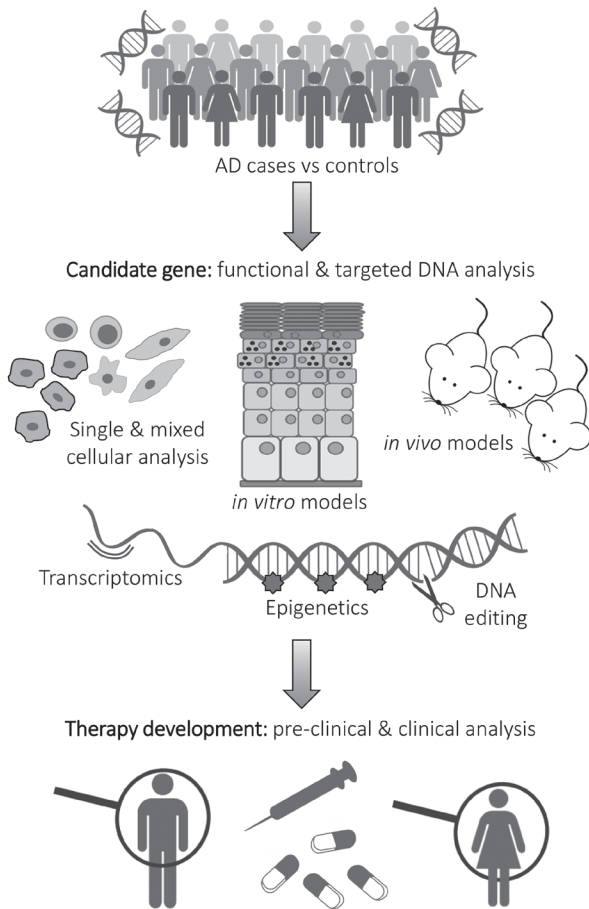 AD cases vs controls
Candidate gene: functional & targeted DNA analysis
Single & mixed
cellular analysis
in vitro models
in vivo models
Transcriptomics
Epigenetics
DNA
editing
Therapy development: pre-clinical & clinical analysis